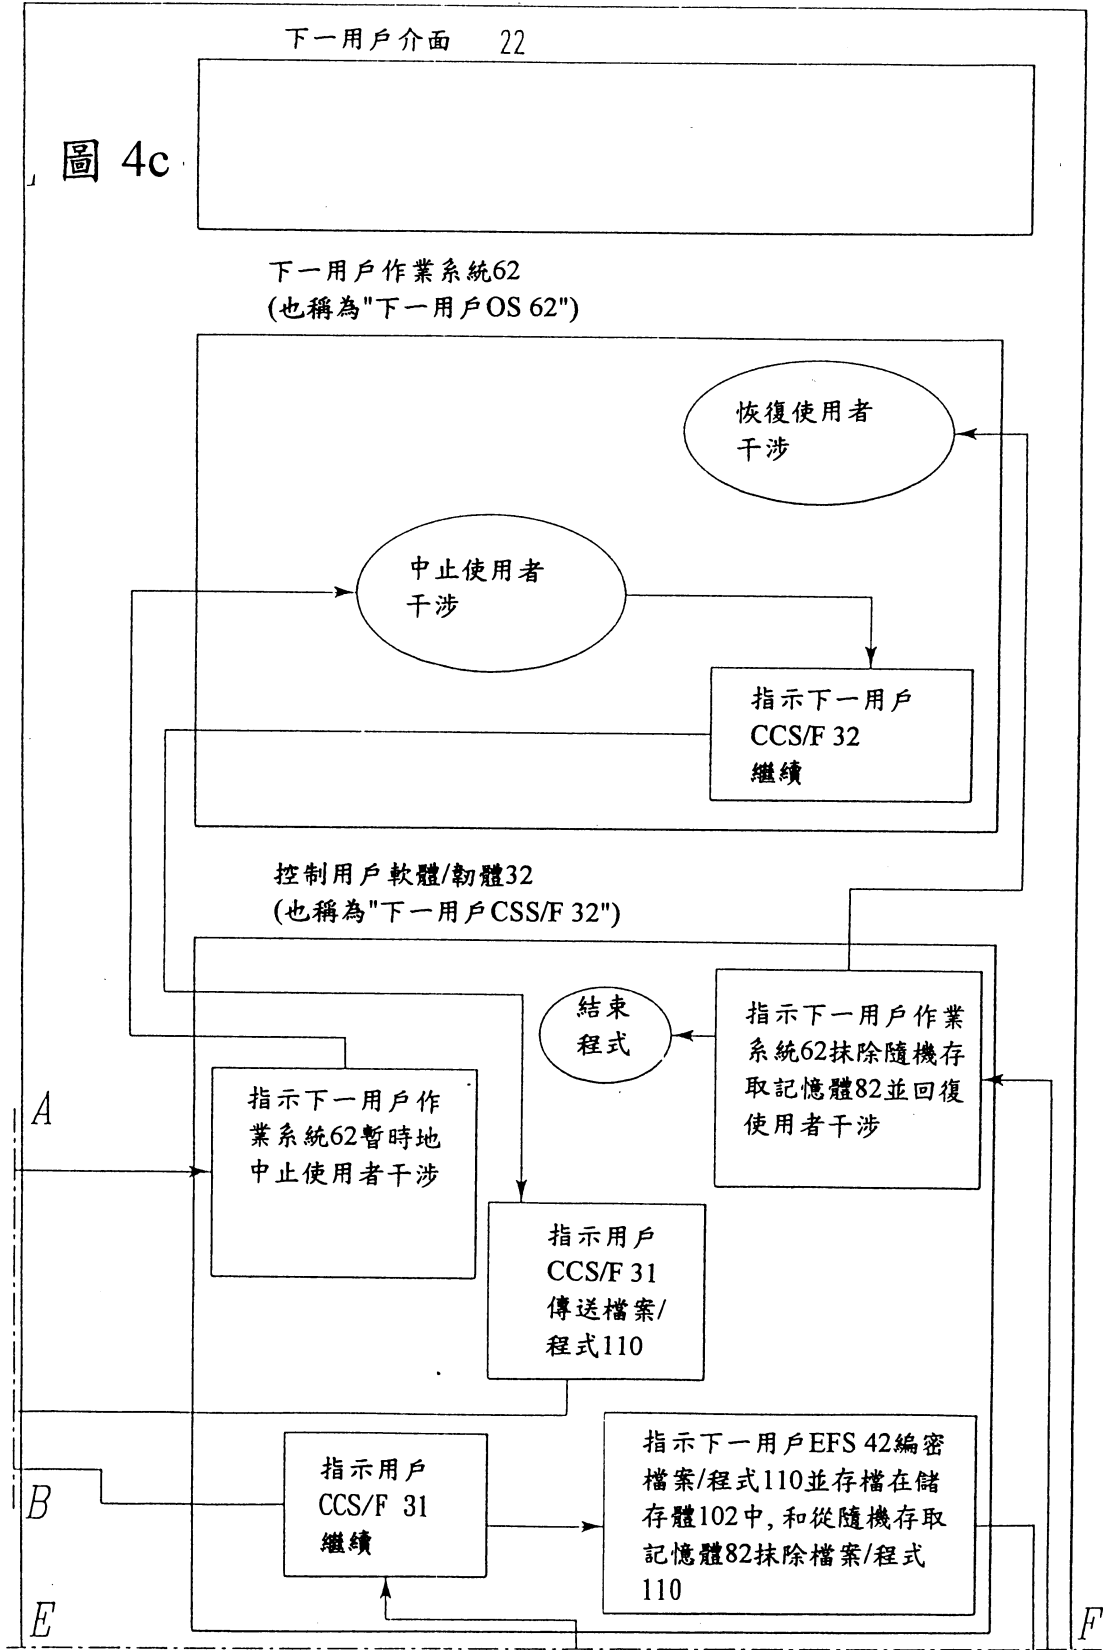 下一用戶介面 22
圖 4c
下一用戶作業系統62
(也稱為"下一用戶OS 62")
恢復使用者
干涉
中止使用者
干涉
指示下一用戶
CCS/F 32
繼續
控制用戶軟體/韌體32
(也稱為"下一用戶CSS/F 32")
結束
程式
指示下一用戶作業
系統62抹除隨機存
取記憶體82並回復
使用者干涉
A
指示下一用戶作
業系統62暫時地
中止使用者干涉
指示用戶
CCS/F 31
傳送檔案/
程式110
B
指示用戶
CCS/F 31
繼續
指示下一用戶EFS 42編密
檔案/程式110並存檔在儲
存體102中, 和從隨機存取
記憶體82抹除檔案/程式
110
E
F